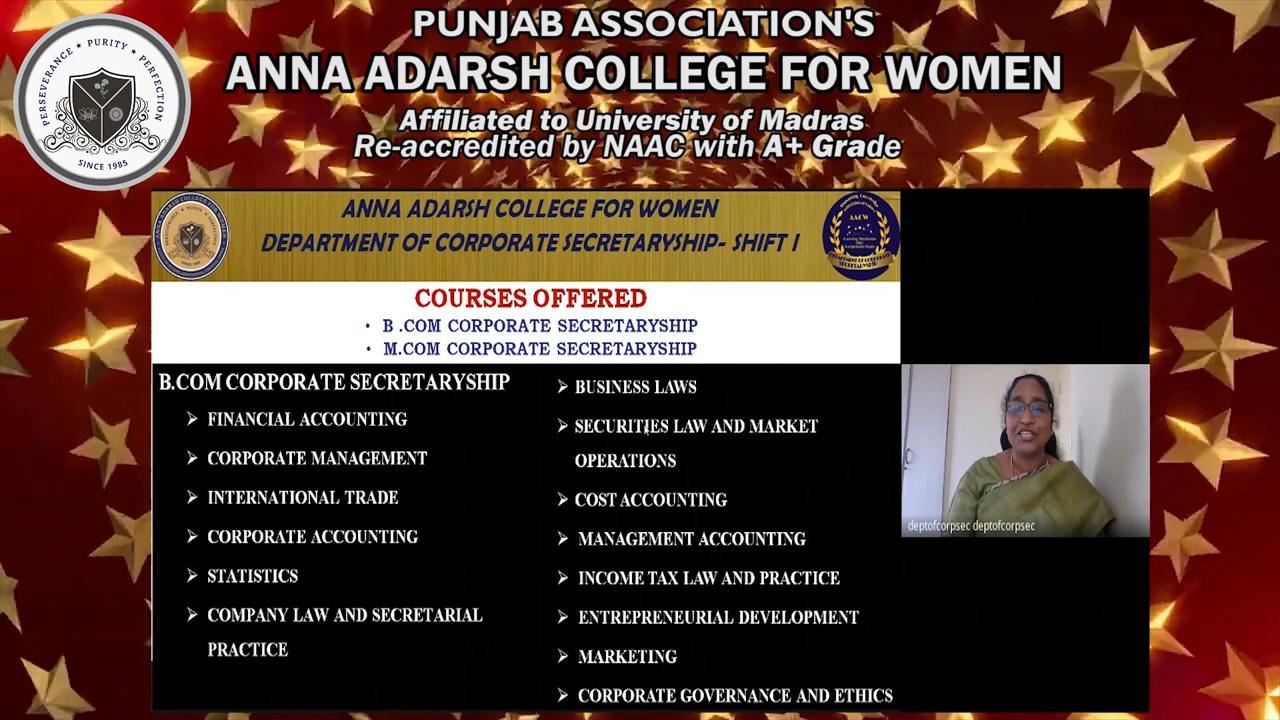 PUNJAB ASSOCIATION'S
ANNA ADARSH COLLEGE FOR WOMEN
Affiliated to University of Madras
Re-accredited by NAAC with A+ Grade
PERSEVERANCE ★ PURITY ★ PERFECTION
SINCE 1985
ANNA ADARSH COLLEGE FOR WOMEN
DEPARTMENT OF CORPORATE SECRETARYSHIP- SHIFT I
AACW
COURSES OFFERED
• B .COM CORPORATE SECRETARYSHIP
• M.COM CORPORATE SECRETARYSHIP
B.COM CORPORATE SECRETARYSHIP
➢ FINANCIAL ACCOUNTING
➢ CORPORATE MANAGEMENT
➢ INTERNATIONAL TRADE
➢ CORPORATE ACCOUNTING
➢ STATISTICS
➢ COMPANY LAW AND SECRETARIAL
PRACTICE
➢ BUSINESS LAWS
➢ SECURITIES LAW AND MARKET
OPERATIONS
➢ COST ACCOUNTING
➢ MANAGEMENT ACCOUNTING
➢ INCOME TAX LAW AND PRACTICE
➢ ENTREPRENEURIAL DEVELOPMENT
➢ MARKETING
➢ CORPORATE GOVERNANCE AND ETHICS
deptofcorpsec deptofcorpsec